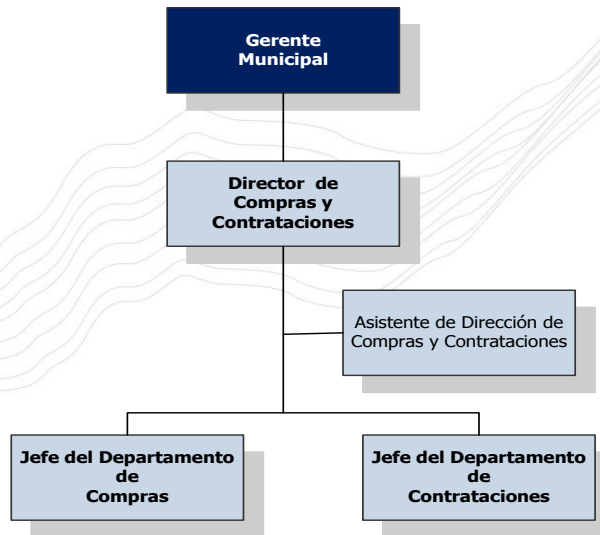 Gerente
Municipal
Director de
Compras y
Contrataciones
Asistente de Dirección de
Compras y Contrataciones
Jefe del Departamento
de
Compras
Jefe del Departamento
de
Contrataciones